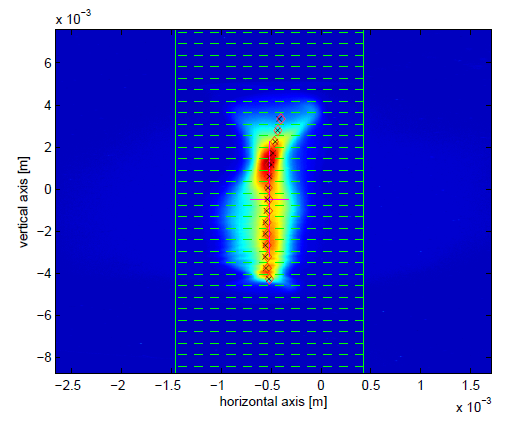 x 10⁻³
6
4
2
0
−2
−4
−6
−8
vertical axis [m]
−2.5 −2 −1.5 −1 −0.5 0 0.5 1 1.5
horizontal axis [m]
x 10⁻³